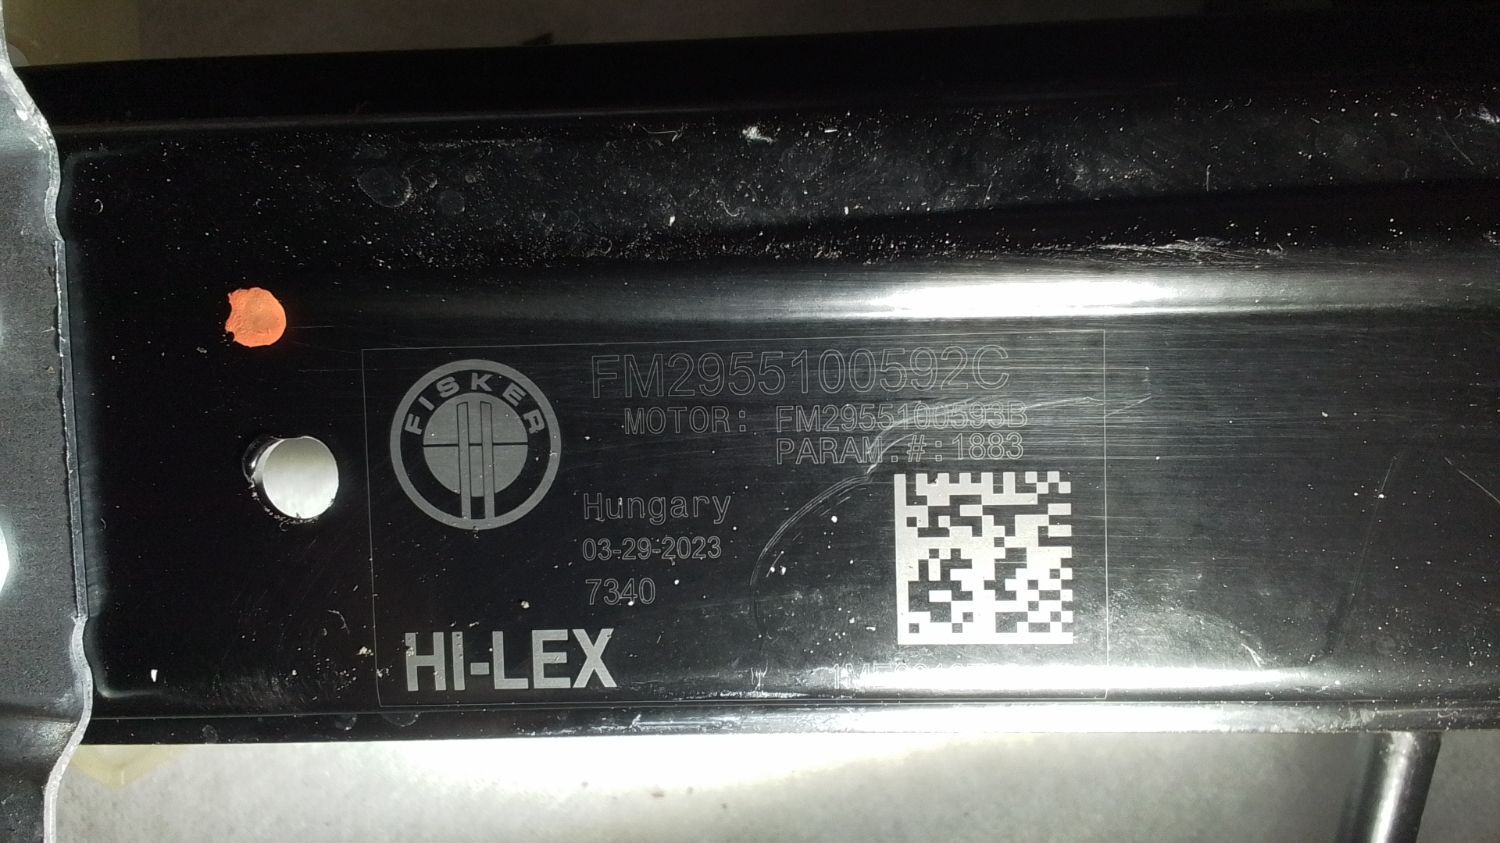 FISKER
FM2955100592C
MOTOR: FM2955100593B
PARAM.#:1883
Hungary
03-29-2023
7340
HI-LEX